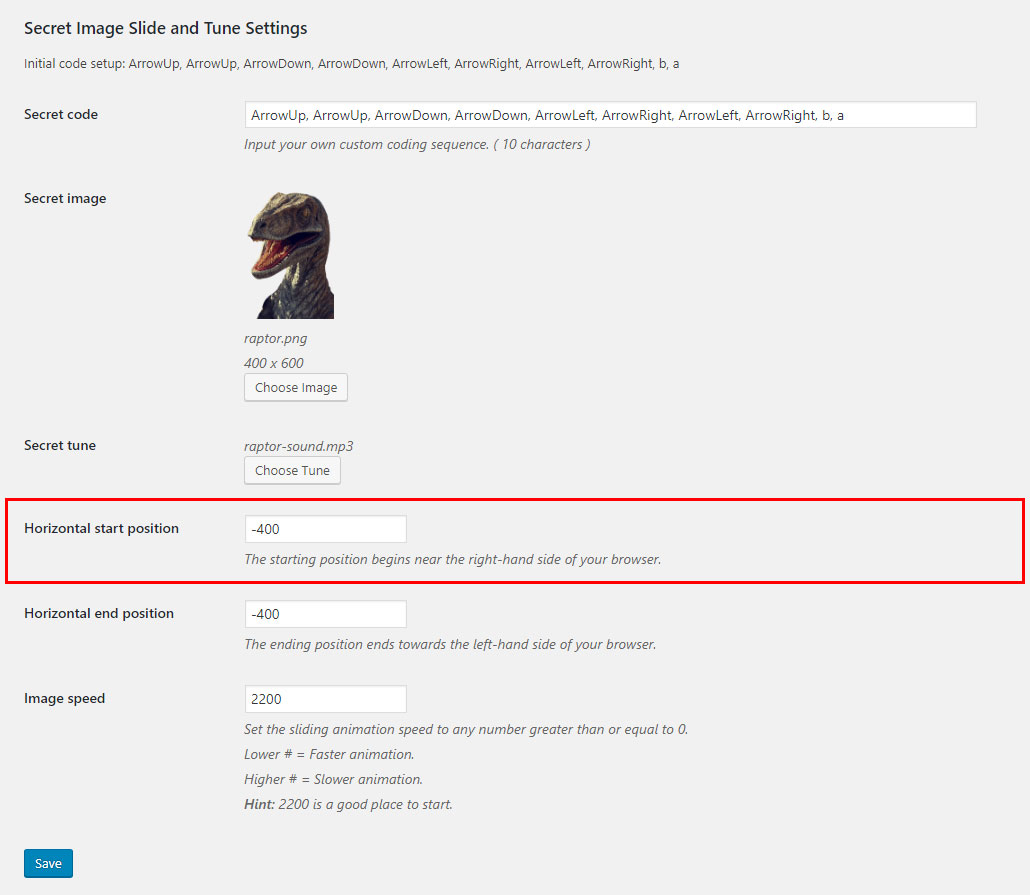 Secret Image Slide and Tune Settings
Initial code setup: ArrowUp, ArrowUp, ArrowDown, ArrowDown, ArrowLeft, ArrowRight, ArrowLeft, ArrowRight, b, a
Secret code
ArrowUp, ArrowUp, ArrowDown, ArrowDown, ArrowLeft, ArrowRight, ArrowLeft, ArrowRight, b, a
Input your own custom coding sequence. ( 10 characters )
Secret image
raptor.png
400 x 600
Choose Image
Secret tune
raptor-sound.mp3
Choose Tune
Horizontal start position
-400
The starting position begins near the right-hand side of your browser.
Horizontal end position
-400
The ending position ends towards the left-hand side of your browser.
Image speed
2200
Set the sliding animation speed to any number greater than or equal to 0.
Lower # = Faster animation.
Higher # = Slower animation.
Hint: 2200 is a good place to start.
Save